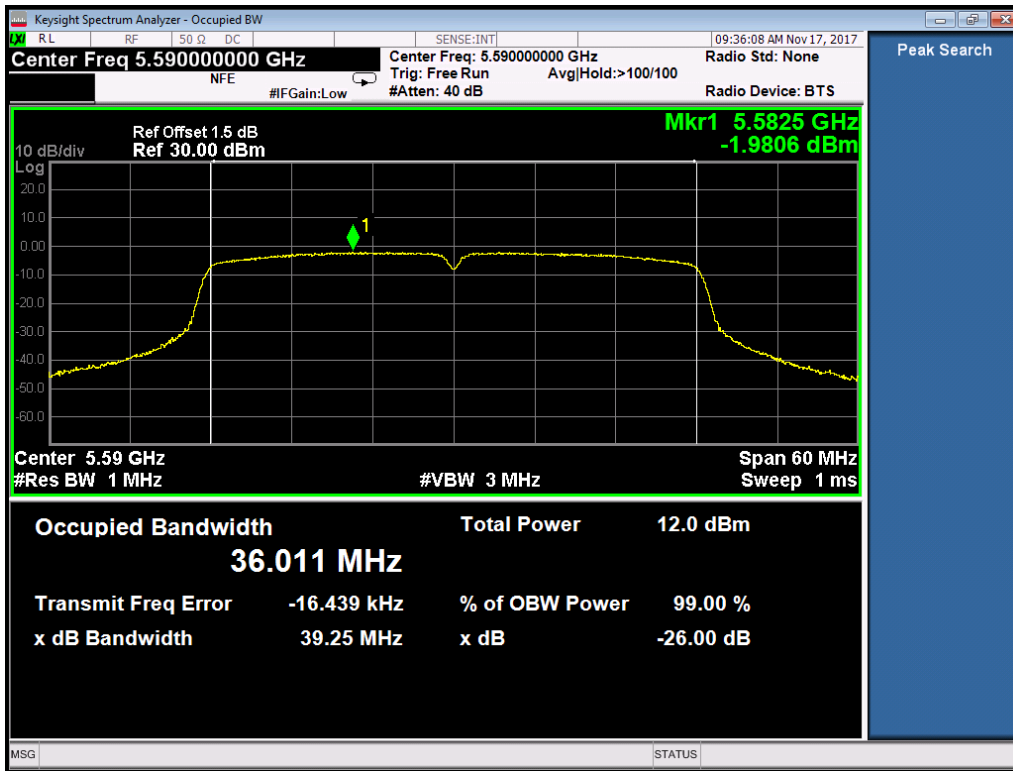 Keysight Spectrum Analyzer - Occupied BW
LXI RL RF 50 Ω DC SENSE:INT 09:36:08 AM Nov 17, 2017
Center Freq 5.590000000 GHz
NFE
#IFGain:Low
Center Freq: 5.590000000 GHz
Trig: Free Run Avg|Hold:>100/100
#Atten: 40 dB
Radio Std: None
Radio Device: BTS
Peak Search
Mkr1 5.5825 GHz
-1.9806 dBm
Ref Offset 1.5 dB
10 dB/div Ref 30.00 dBm
Log
20.0
10.0
1
0.00
-10.0
-20.0
-30.0
-40.0
-50.0
-60.0
Center 5.59 GHz Span 60 MHz
#Res BW 1 MHz #VBW 3 MHz Sweep 1 ms
Occupied Bandwidth Total Power 12.0 dBm
36.011 MHz
Transmit Freq Error -16.439 kHz % of OBW Power 99.00 %
x dB Bandwidth 39.25 MHz x dB -26.00 dB
MSG STATUS